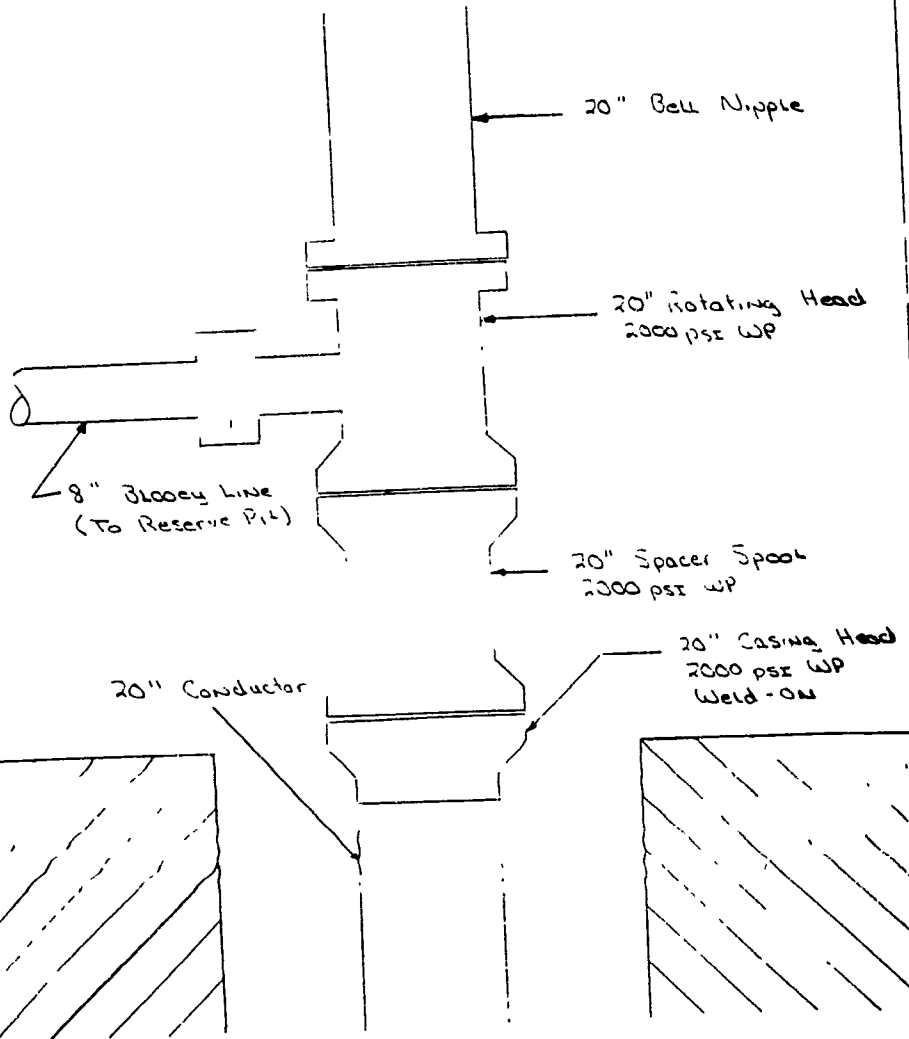 20" Bell Nipple
20" Rotating Head
2000 psi WP
8" Blooey Line
(To Reserve Pit)
20" Spacer Spool
2000 psi WP
20" Casing Head
2000 psi WP
Weld-On
20" Conductor